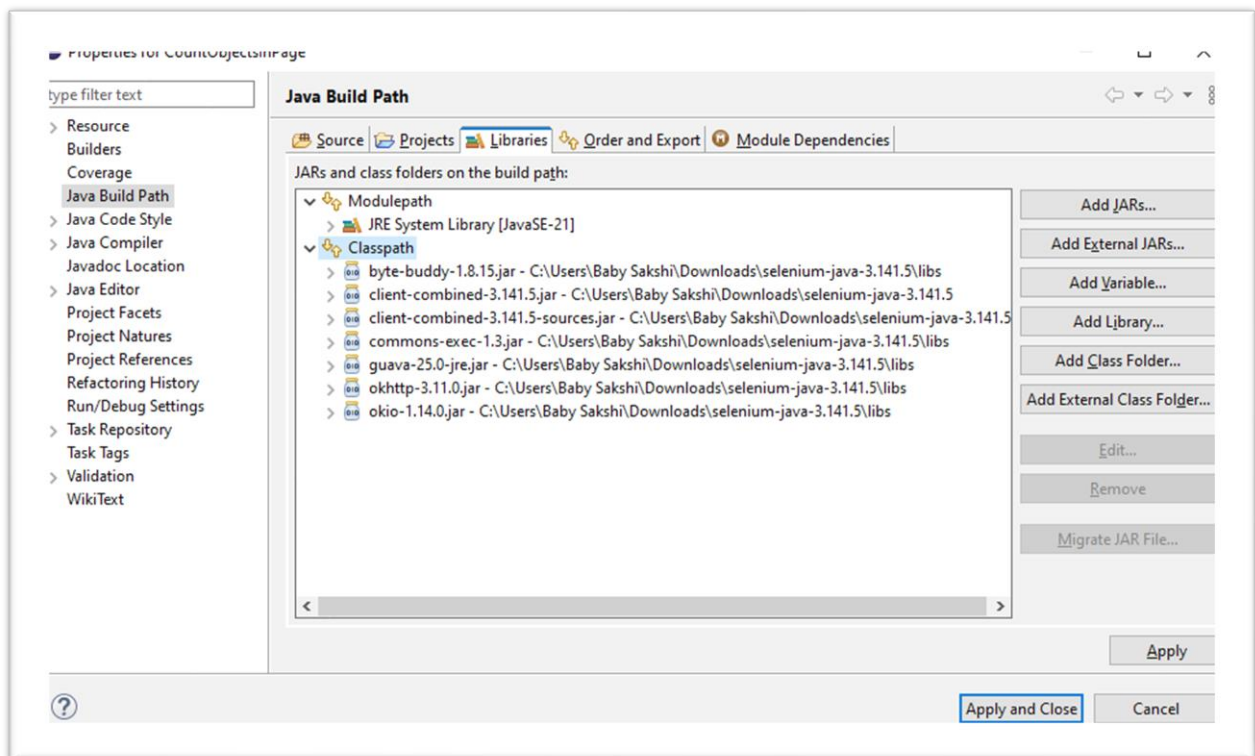 Properties for CountObjectsInPage
type filter text
Resource
Builders
Coverage
Java Build Path
Java Code Style
Java Compiler
Javadoc Location
Java Editor
Project Facets
Project Natures
Project References
Refactoring History
Run/Debug Settings
Task Repository
Task Tags
Validation
WikiText
Java Build Path
Source Projects Libraries Order and Export Module Dependencies
JARs and class folders on the build path:
Modulepath
JRE System Library [JavaSE-21]
Classpath
byte-buddy-1.8.15.jar - C:\Users\Baby Sakshi\Downloads\selenium-java-3.141.5\libs
client-combined-3.141.5.jar - C:\Users\Baby Sakshi\Downloads\selenium-java-3.141.5
client-combined-3.141.5-sources.jar - C:\Users\Baby Sakshi\Downloads\selenium-java-3.141.5
commons-exec-1.3.jar - C:\Users\Baby Sakshi\Downloads\selenium-java-3.141.5\libs
guava-25.0-jre.jar - C:\Users\Baby Sakshi\Downloads\selenium-java-3.141.5\libs
okhttp-3.11.0.jar - C:\Users\Baby Sakshi\Downloads\selenium-java-3.141.5\libs
okio-1.14.0.jar - C:\Users\Baby Sakshi\Downloads\selenium-java-3.141.5\libs
Add JARs...
Add External JARs...
Add Variable...
Add Library...
Add Class Folder...
Add External Class Folder...
Edit...
Remove
Migrate JAR File...
Apply
? Apply and Close Cancel